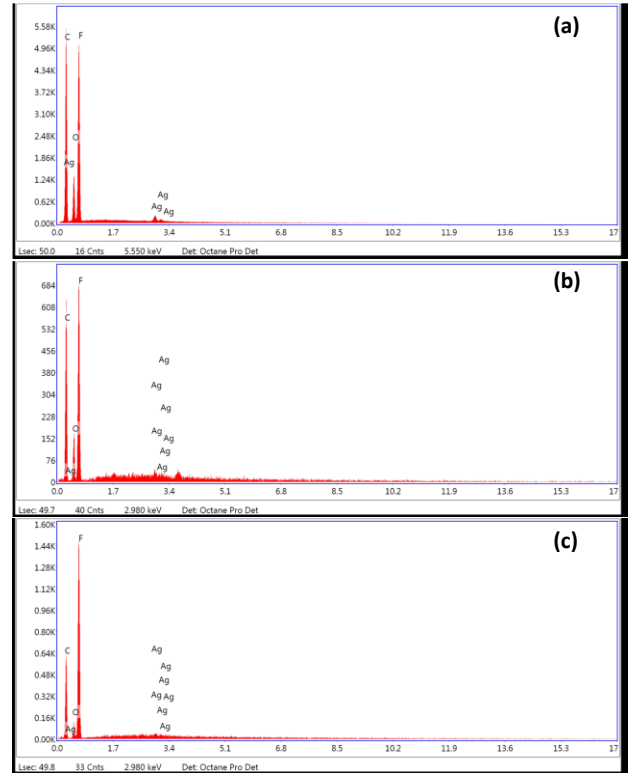 (a)
5.58K
4.96K
4.34K
3.72K
3.10K
2.48K
1.86K
1.24K
0.62K
0.00K
C
F
O
Ag
Ag
Ag
Ag
0.0 1.7 3.4 5.1 6.8 8.5 10.2 11.9 13.6 15.3 17
Lsec: 50.0 16 Cnts 5.550 keV Det: Octane Pro Det
(b)
684
608
532
456
380
304
228
152
76
0
F
C
O
Ag
Ag
Ag
Ag
Ag
Ag
Ag
Ag
0.0 1.7 3.4 5.1 6.8 8.5 10.2 11.9 13.6 15.3 17
Lsec: 49.7 40 Cnts 2.980 keV Det: Octane Pro Det
(c)
1.60K
1.44K
1.28K
1.12K
0.96K
0.80K
0.64K
0.48K
0.32K
0.16K
0.00K
F
C
O
Ag
Ag
Ag
Ag
Ag
Ag
Ag
Ag
0.0 1.7 3.4 5.1 6.8 8.5 10.2 11.9 13.6 15.3 17
Lsec: 49.8 33 Cnts 2.980 keV Det: Octane Pro Det